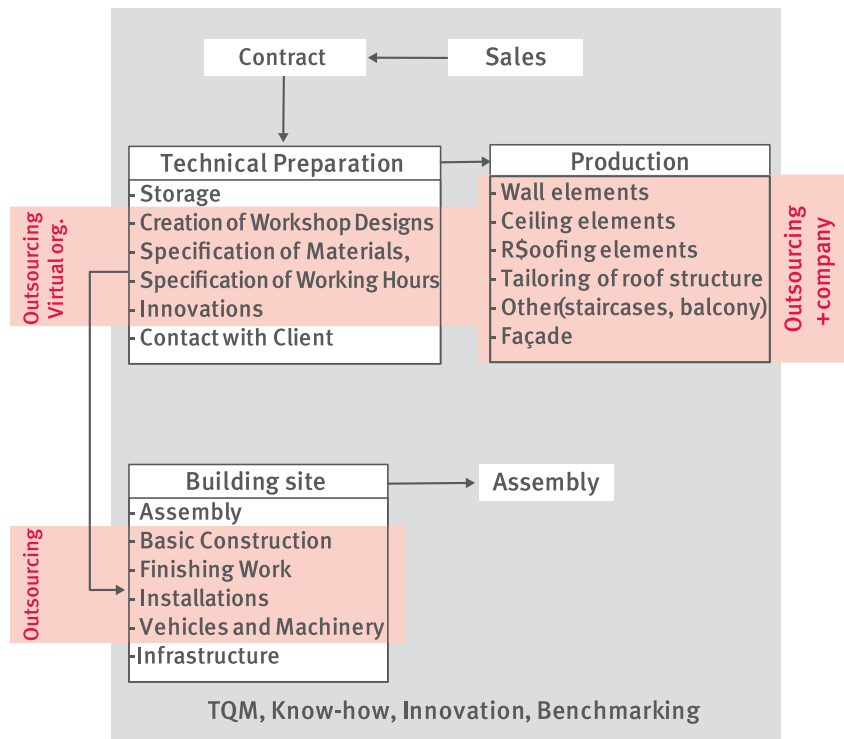 Contract
Sales
Technical Preparation
- Storage
- Creation of Workshop Designs
- Specification of Materials,
- Specification of Working Hours
- Innovations
- Contact with Client
Outsourcing
Virtual org.
Production
- Wall elements
- Ceiling elements
- R$oofing elements
- Tailoring of roof structure
- Other(staircases, balcony)
- Façade
Outsourcing
+company
Building site
- Assembly
- Basic Construction
- Finishing Work
- Installations
- Vehicles and Machinery
-Infrastructure
Outsourcing
Assembly
TQM, Know-how, Innovation, Benchmarking